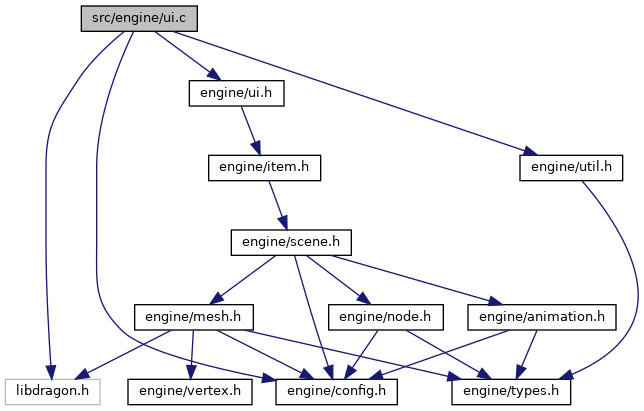 src/engine/ui.c
engine/ui.h
engine/item.h
engine/util.h
engine/scene.h
engine/mesh.h
engine/node.h
engine/animation.h
libdragon.h
engine/vertex.h
engine/config.h
engine/types.h